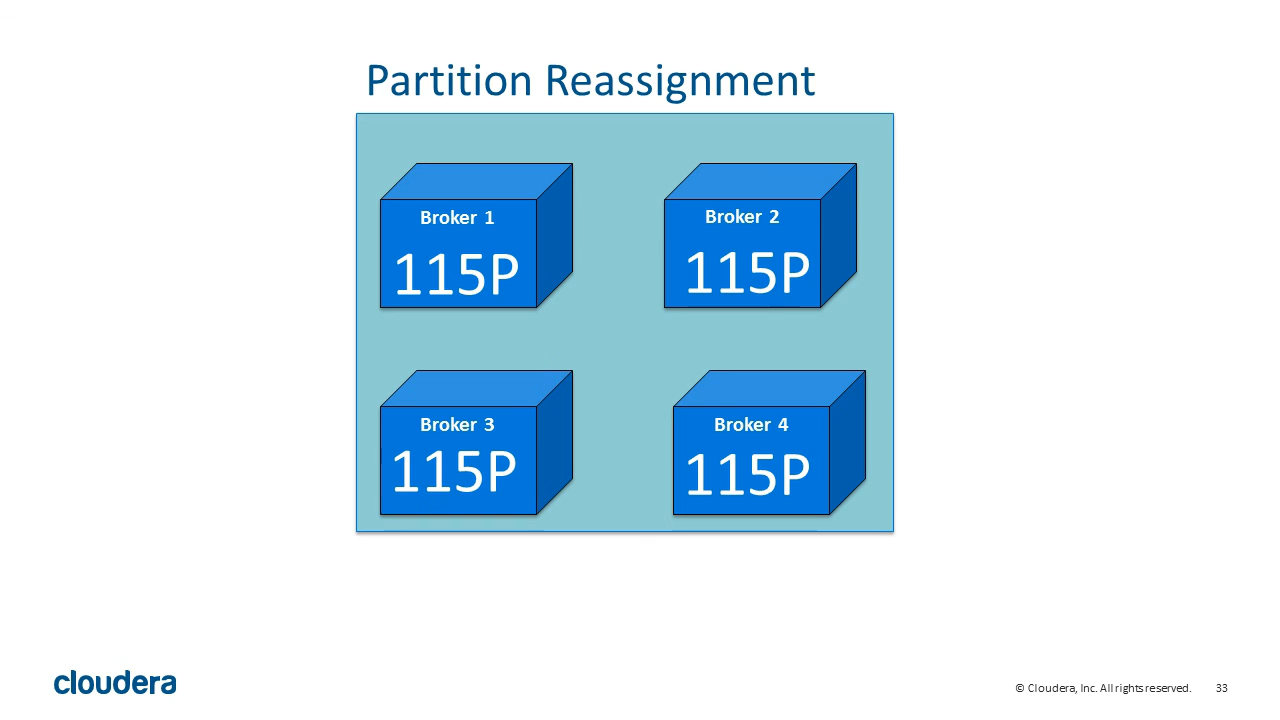 Partition Reassignment
Broker 1
115P
Broker 2
115P
Broker 3
115P
Broker 4
115P
cloudera
© Cloudera, Inc. All rights reserved. 33